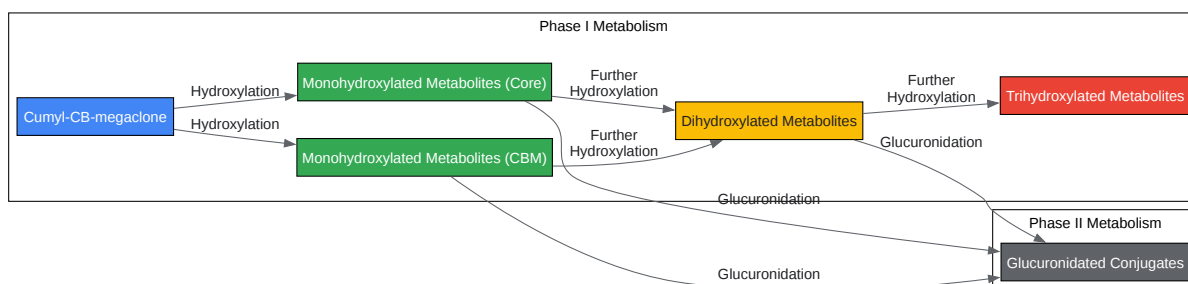 Phase I Metabolism
Cumyl-CB-megaclone
Hydroxylation
Hydroxylation
Monohydroxylated Metabolites (Core)
Monohydroxylated Metabolites (CBM)
Further
Hydroxylation
Further
Hydroxylation
Dihydroxylated Metabolites
Further
Hydroxylation
Trihydroxylated Metabolites
Glucuronidation
Glucuronidation
Glucuronidation
Phase II Metabolism
Glucuronidated Conjugates